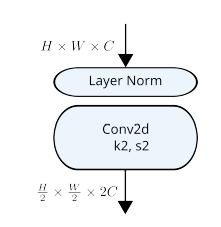 H × W × C
Layer Norm
Conv2d
k2, s2
H/2 × W/2 × 2C